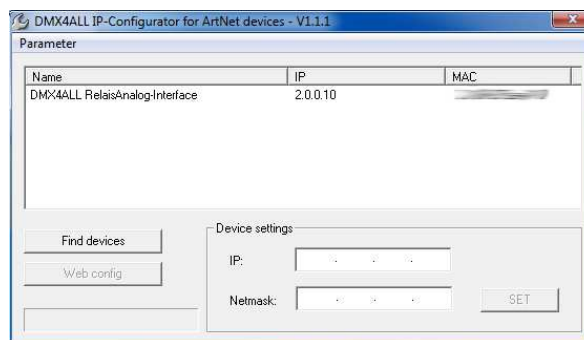 DMX4ALL IP-Configurator for ArtNet devices - V1.1.1
Parameter
Name IP MAC
DMX4ALL RelaisAnalog-Interface 2.0.0.10
Find devices
Web config
Device settings
IP:
Netmask:
SET